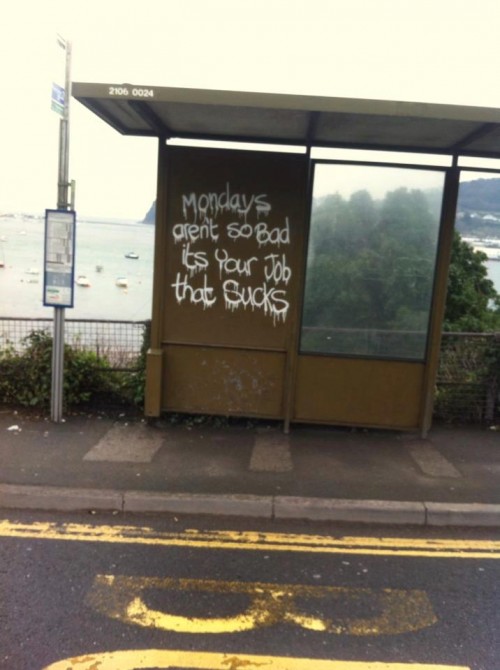 2106 0024
Mondays
aren't so Bad
its Your Job
that Sucks